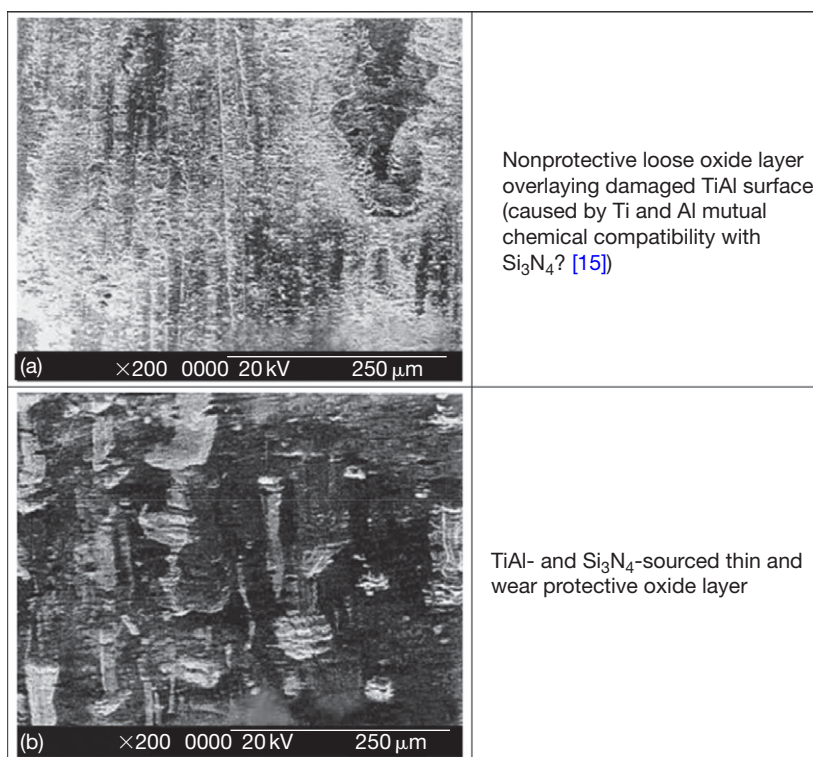 Nonprotective loose oxide layer
overlaying damaged TiAl surface
(caused by Ti and Al mutual
chemical compatibility with
Si₃N₄? [15])
(a) ×200 0000 20 kV 250 μm
TiAl- and Si₃N₄-sourced thin and
wear protective oxide layer
(b) ×200 0000 20 kV 250 μm